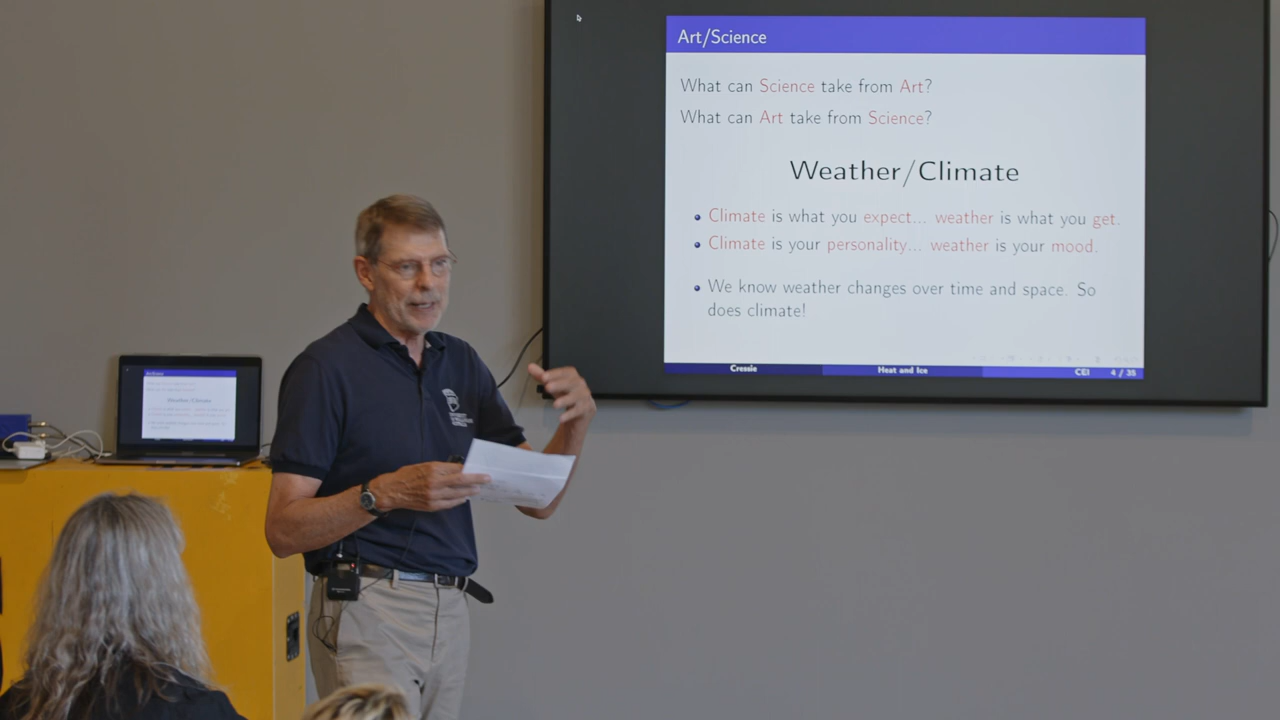 Art/Science
What can Science take from Art?
What can Art take from Science?
Weather/Climate
Climate is what you expect... weather is what you get.
Climate is your personality... weather is your mood.
We know weather changes over time and space. So
does climate!
Cressie Heat and Ice CEI 4 / 35
Weather/Climate